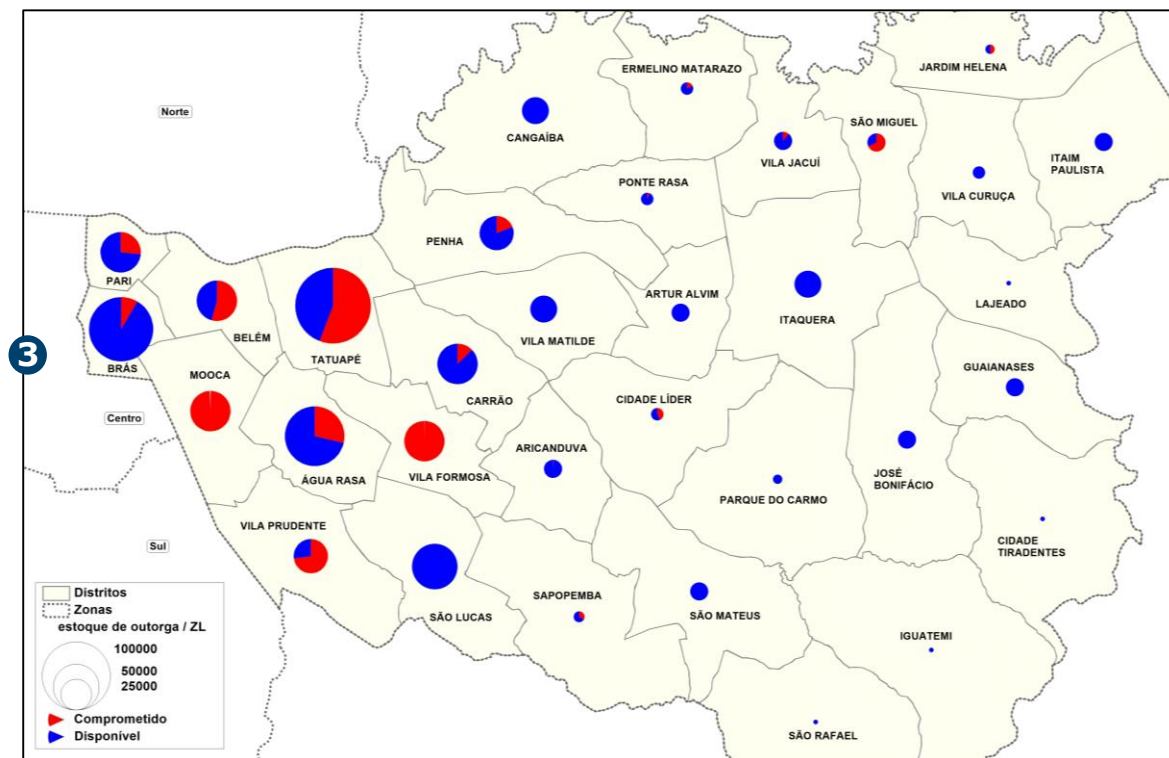 Norte
ERMELINO MATARAZO
JARDIM HELENA
CANGAÍBA
SÃO MIGUEL
VILA JACUÍ
ITAIM
PAULISTA
VILA CURUÇA
PONTE RASA
PENHA
PARI
BELÉM
TATUAPÉ
BRÁS
ARTUR ALVIM
VILA MATILDE
ITAQUERA
LAJEADO
3
MOOCA
CARRÃO
GUAIANASES
CIDADE LÍDER
Centro
ÁGUA RASA
VILA FORMOSA
ARICANDUVA
PARQUE DO CARMO
JOSÉ
BONIFÁCIO
VILA PRUDENTE
CIDADE
TIRADENTES
Sul
SÃO LUCAS
SAPOPEMBA
SÃO MATEUS
IGUATEMI
SÃO RAFAEL
Distritos
Zonas
estoque de outorga / ZL
100000
50000
25000
Comprometido
Disponível